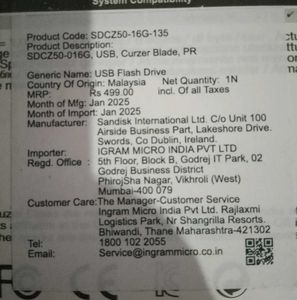 System Compatibility
Product Code: SDCZ50-16G-135
Product Description:
SDCZ50-016G, USB, Curzer Blade, PR
Generic Name: USB Flash Drive
Country Of Origin: Malaysia Net Quantity: 1N
MRP: Rs 499.00 incl. Of all Taxes
Month of Mfg: Jan 2025
Month of Import: Jan 2025
Manufacturer: Sandisk International Ltd. C/o Unit 100
Airside Business Part, Lakeshore Drive.
Swords, Co Dublin, Ireland.
Importer: IGRAM MICRO INDIA PVT LTD
Regd. Office : 5th Floor, Block B, Godrej IT Park, 02
Godrej Business District
PhirojSha Nagar, Vikhroli (West)
Mumbai-400 079
Customer Care: The Manager-Customer Service
Ingram Micro India Pvt Ltd. Rajlaxmi
Logistics Park, Nr Shangrilla Resorts.
Bhiwandi, Thane Maharashtra-421302
Tel: 1800 102 2055
Email: Service@ingrammicro.co.in